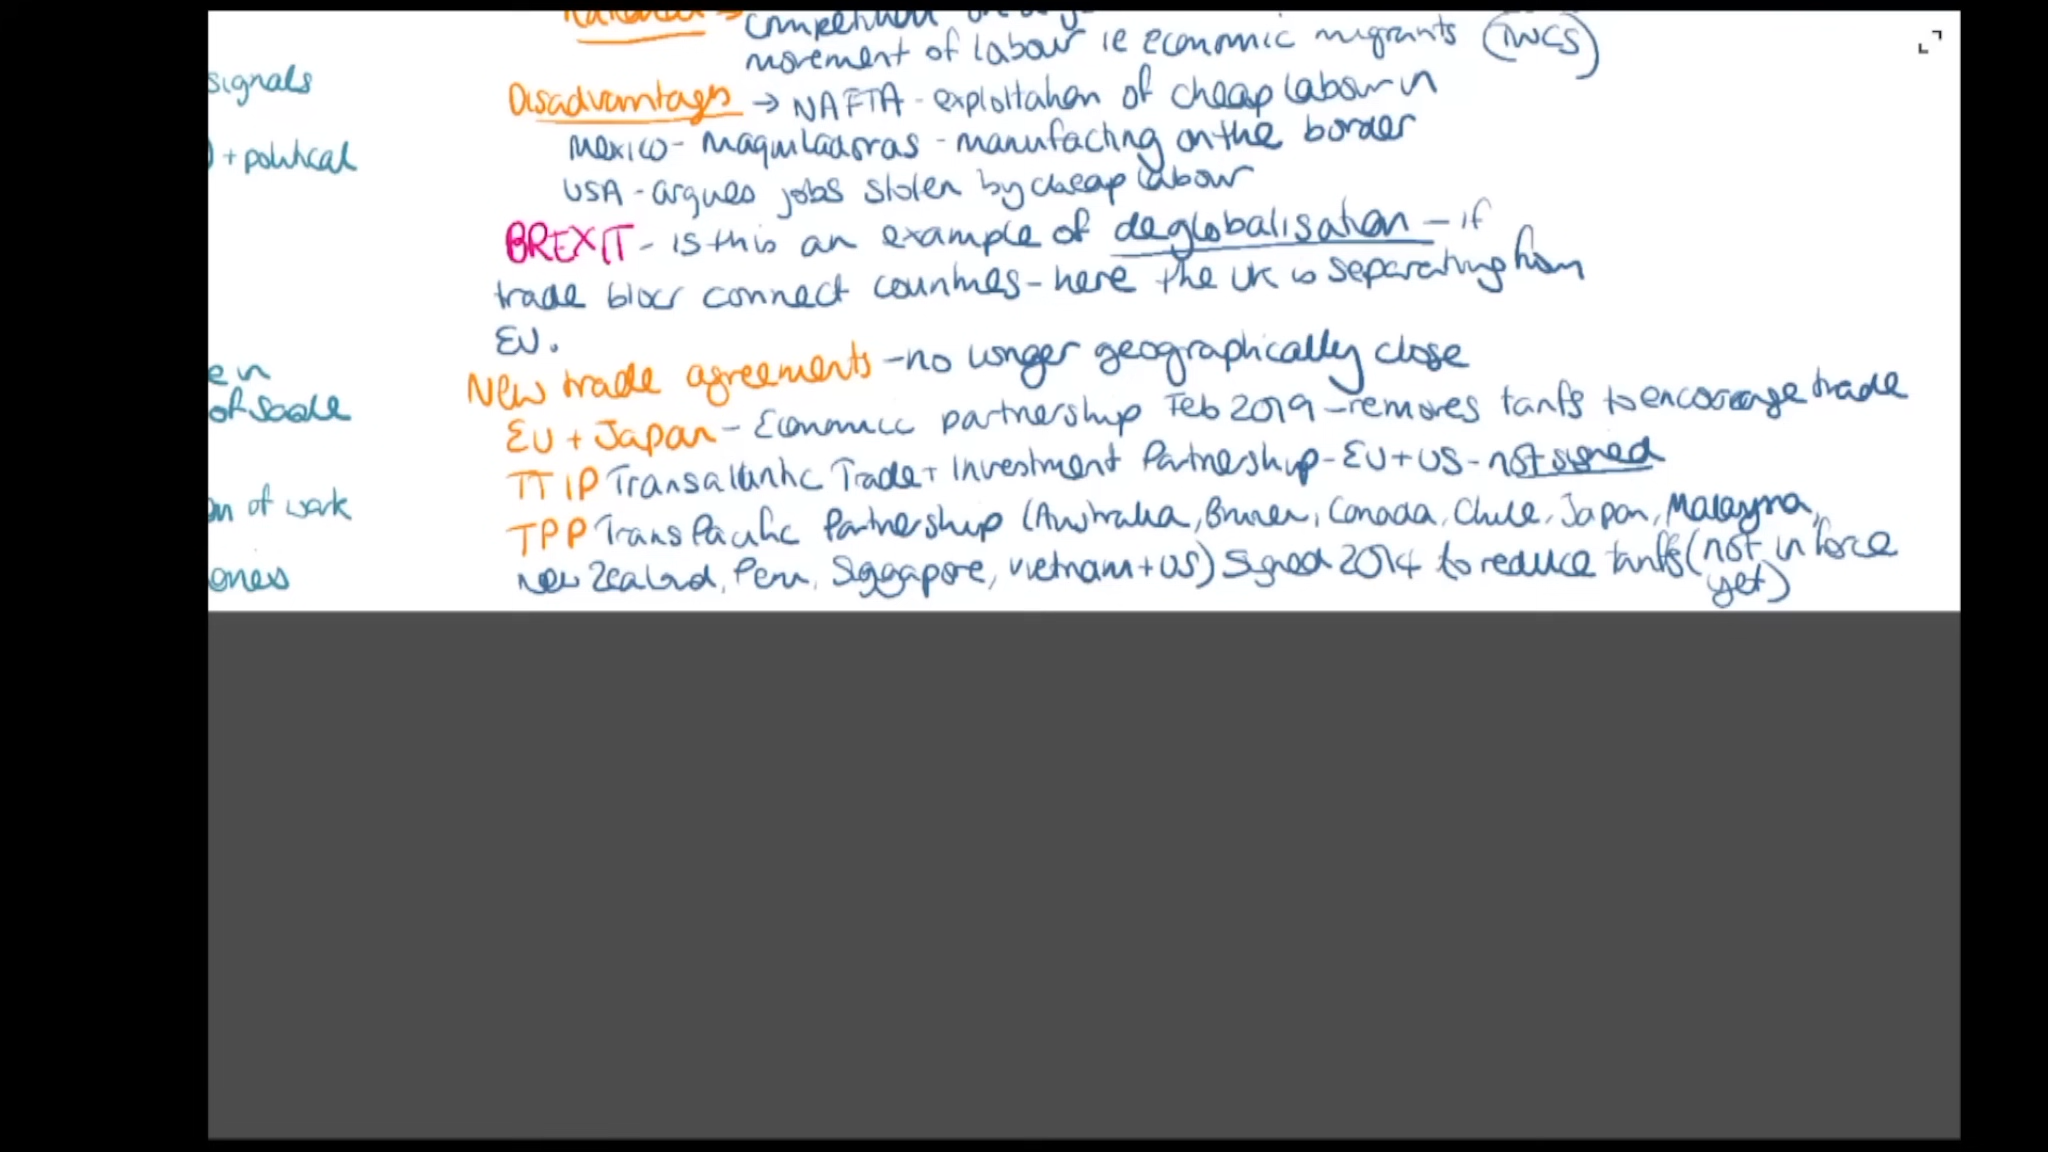 competition
movement of labour ie economic migrants (TNCS)
signals
Disadvantages → NAFTA - exploitation of cheap labour in
) + political
Mexico - Maquiladoras - manufacting on the border
USA - argues jobs stolen by cheap labour
BREXIT - is this an example of deglobalisation - if
trade blocs connect countries - here the UK is separating from
EU.
New trade agreements - no longer geographically close
of scale
EU + Japan - Economic partnership Feb 2019 - removes tariffs to encourage trade
TTIP Transatlantic Trade + Investment Partnership - EU + US - not signed
on of work
TPP Trans Pacific Partnership (Australia, Brunei, Canada, Chile, Japan, Malaysia,
ones
New Zealand, Peru, Singapore, Vietnam + US) Signed 2014 to reduce tariffs (not in force
yet)